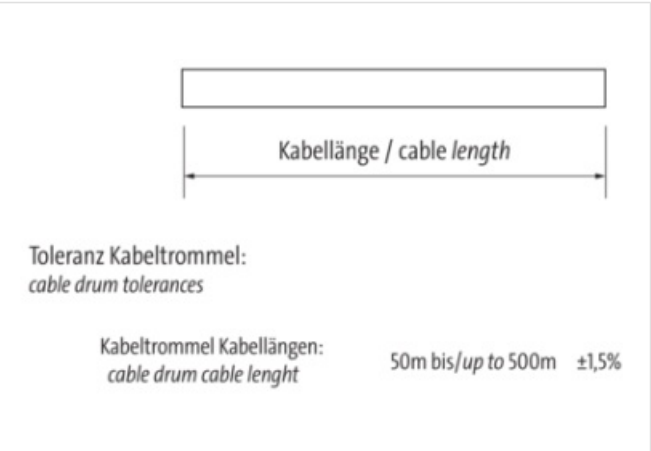 Kabellänge / cable length
Toleranz Kabeltrommel:
cable drum tolerances
Kabeltrommel Kabellängen:
cable drum cable lenght
50m bis/up to 500m ±1,5%